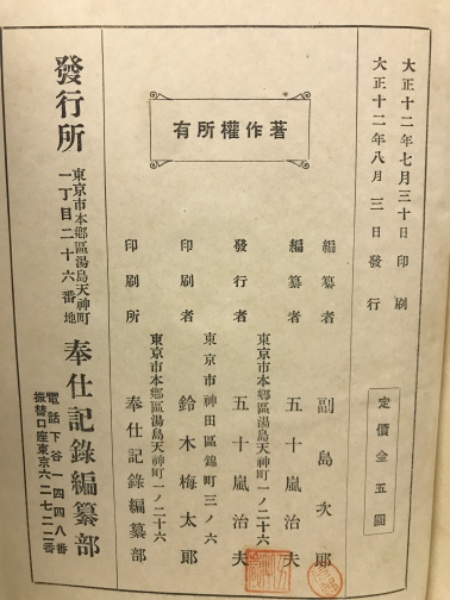 大正十二年七月三十日印刷
大正十二年八月三日發行
定價金五圓
著作權所有
編纂者 副島次郎
編纂者 五十嵐治夫
東京市本鄉區湯島天神町一ノ二十六
發行者 五十嵐治夫
東京市神田區錦町三ノ六
印刷者 鈴木梅太郎
東京市本鄉區湯島天神町一ノ二十六
印刷所 奉仕記錄編纂部
發行所
東京市本鄉區湯島天神町
一丁目二十六番地
奉仕記錄編纂部
電話下谷一四四八番
振替口座東京六二七二二番